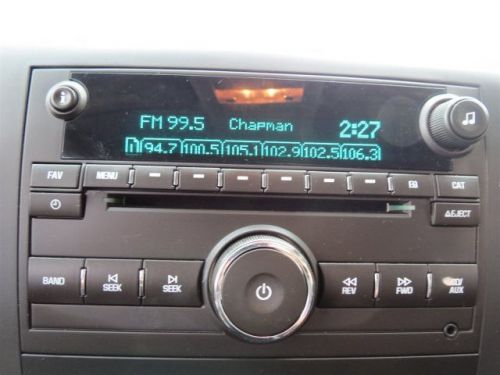 FM 99.5 Chapman 2:27
1 94.7 100.5 105.1 102.9 102.5 106.3
FAV MENU CAT
EJECT
BAND SEEK SEEK REV FWD AUX